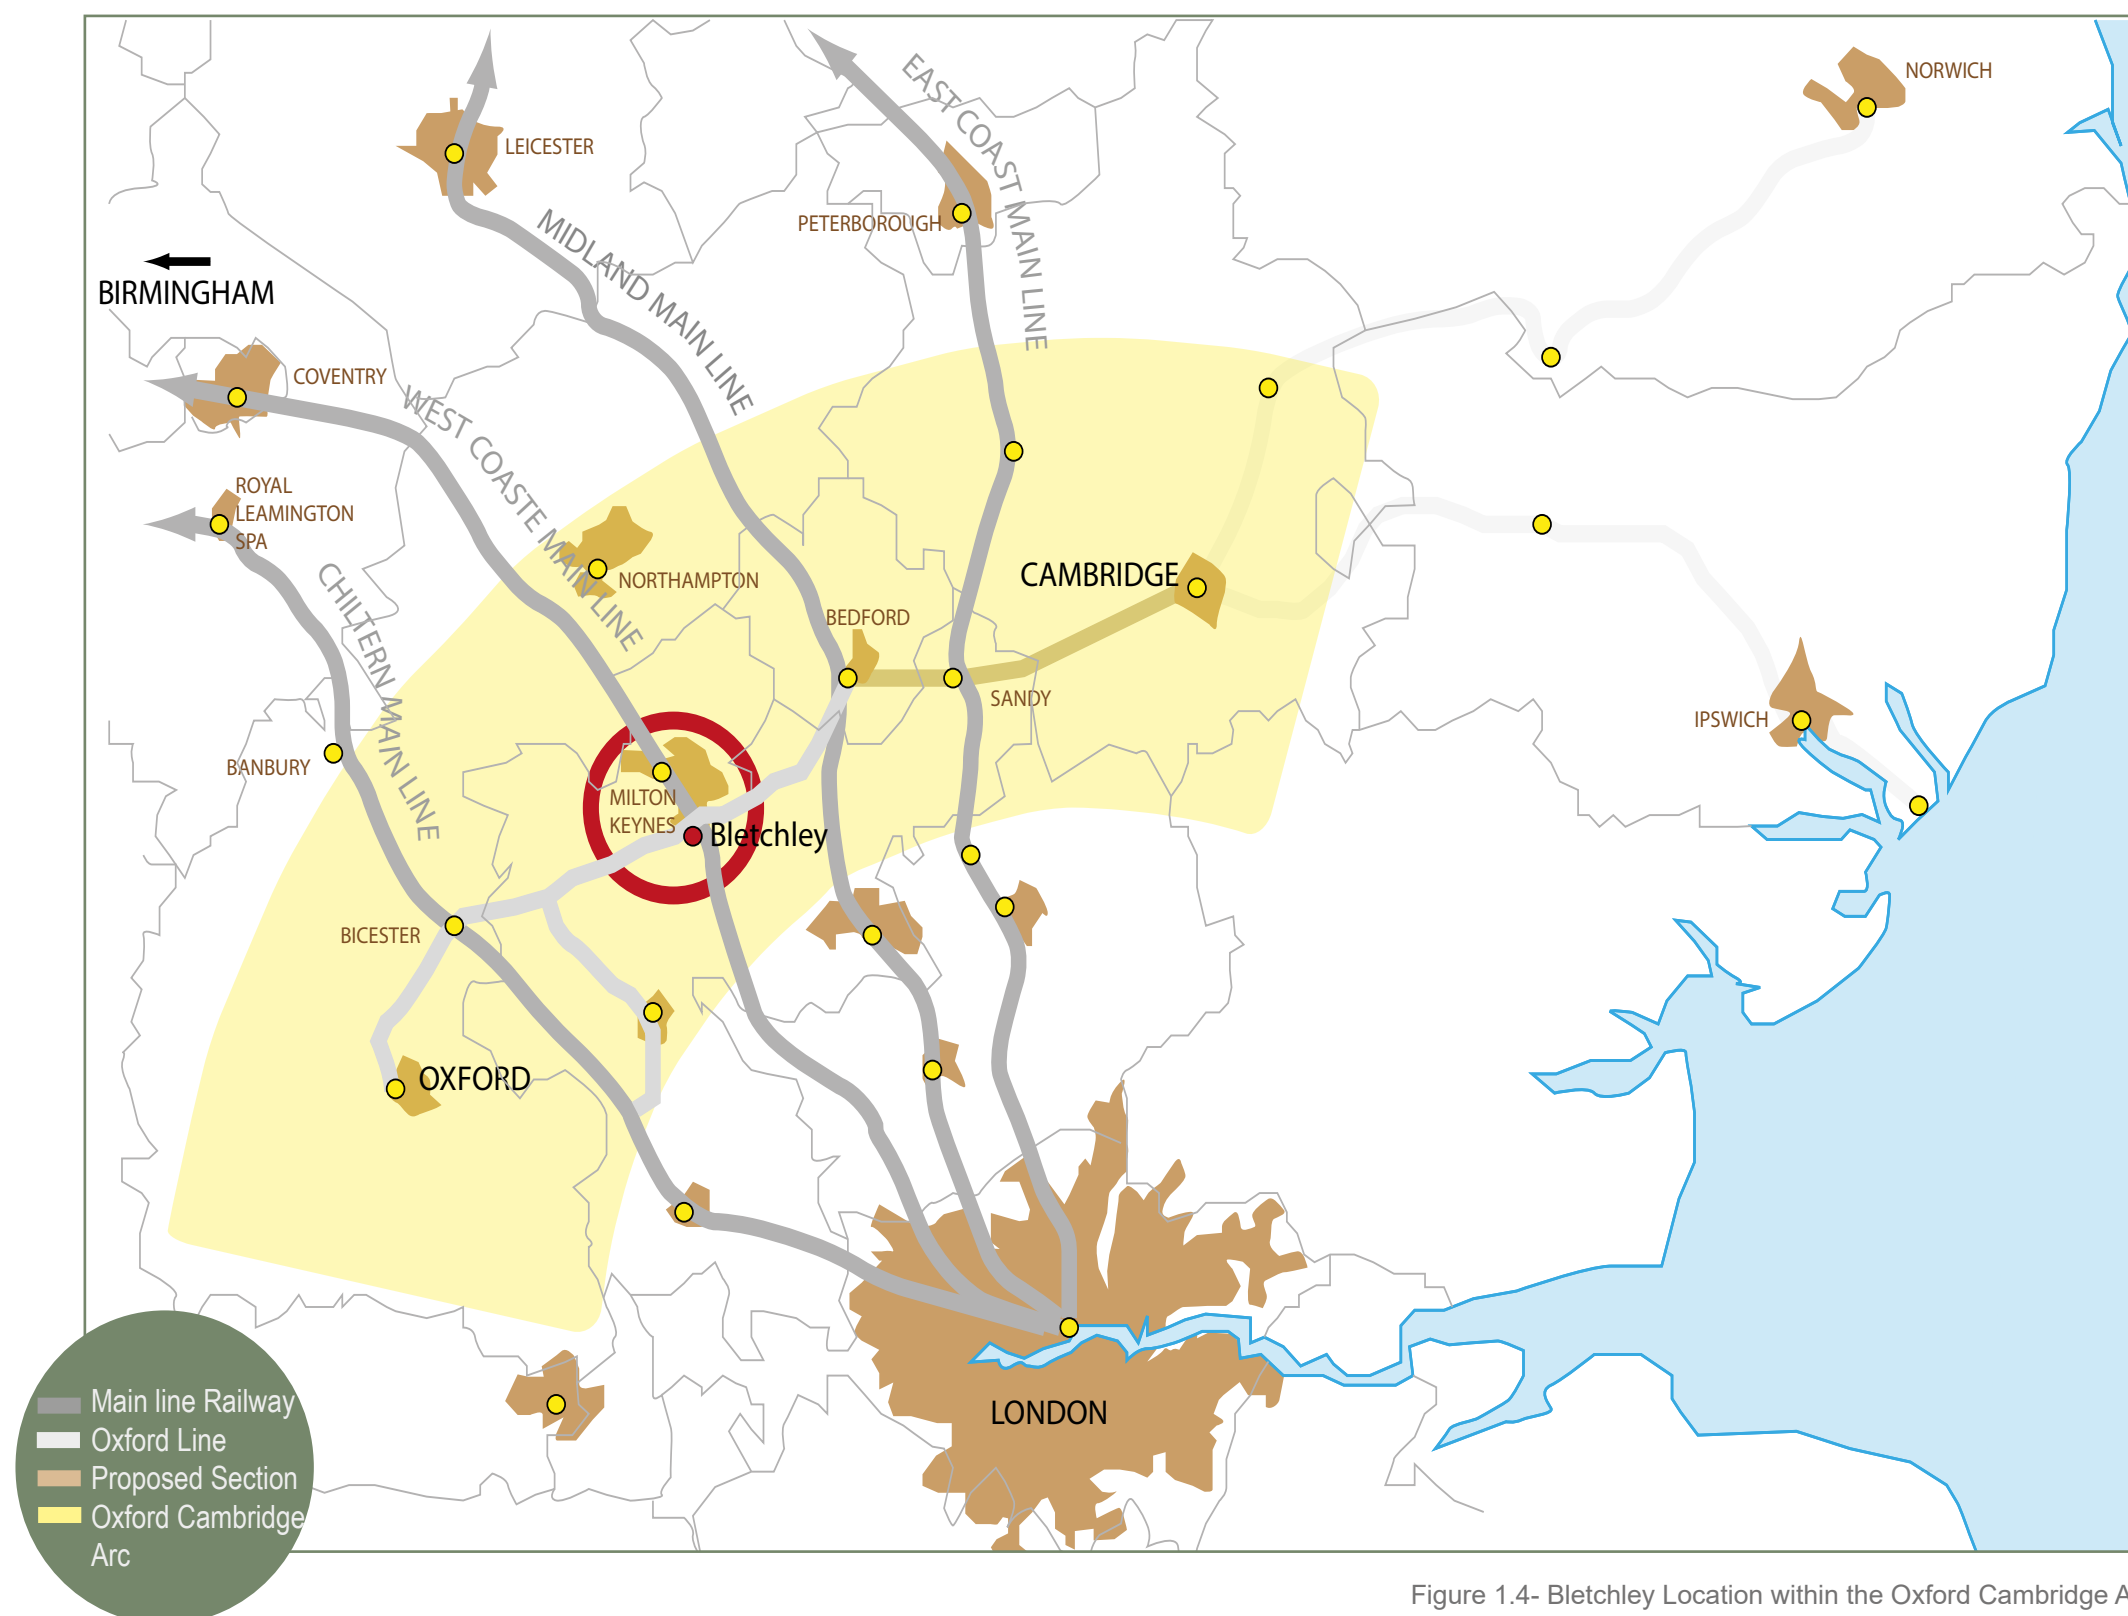 NORWICH
EAST COAST MAIN LINE
LEICESTER
PETERBOROUGH
MIDLAND MAIN LINE
BIRMINGHAM
COVENTRY
WEST COASTE MAIN LINE
ROYAL
LEAMINGTON
SPA
CHILTERN MAIN LINE
NORTHAMPTON
CAMBRIDGE
BEDFORD
SANDY
IPSWICH
BANBURY
MILTON
KEYNES
Bletchley
BICESTER
OXFORD
LONDON
Main line Railway
Oxford Line
Proposed Section
Oxford Cambridge
Arc
Figure 1.4- Bletchley Location within the Oxford Cambridge A